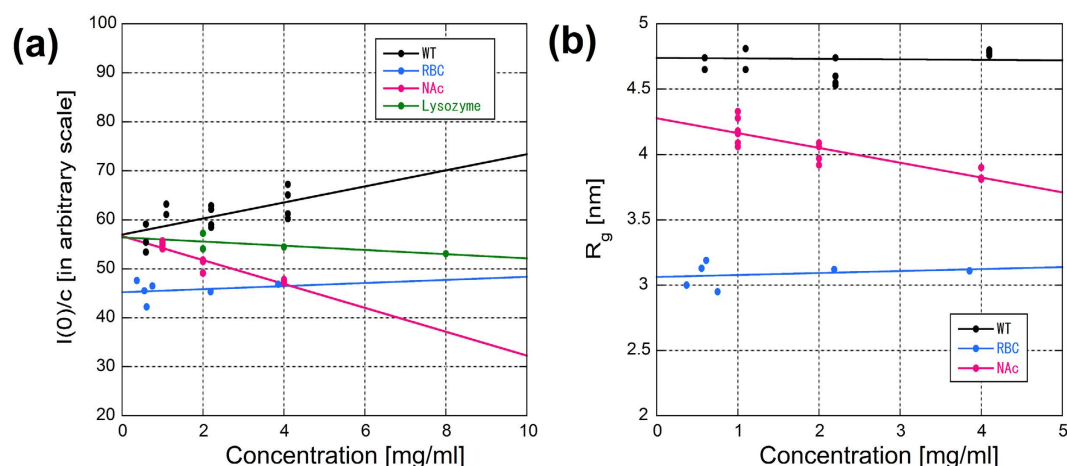 (a)
I(0)/c [in arbitrary scale]
100
90
80
70
60
50
40
30
20
0 2 4 6 8 10
Concentration [mg/ml]
WT
RBC
NAc
Lysozyme
(b)
Rg [nm]
5
4.5
4
3.5
3
2.5
2
0 1 2 3 4 5
Concentration [mg/ml]
WT
RBC
NAc